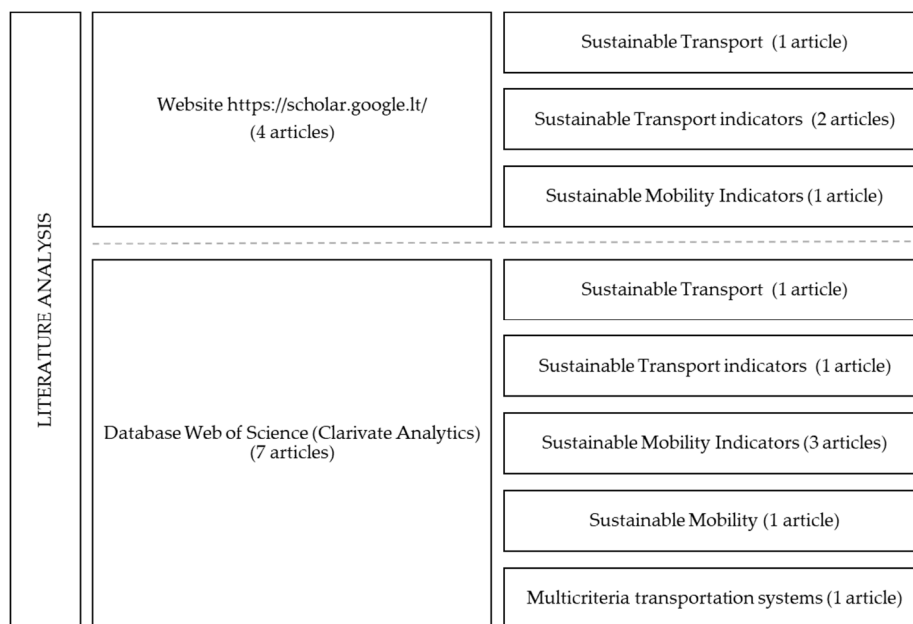 LITERATURE ANALYSIS
Website https://scholar.google.lt/
(4 articles)
Sustainable Transport (1 article)
Sustainable Transport indicators (2 articles)
Sustainable Mobility Indicators (1 article)
Database Web of Science (Clarivate Analytics)
(7 articles)
Sustainable Transport (1 article)
Sustainable Transport indicators (1 article)
Sustainable Mobility Indicators (3 articles)
Sustainable Mobility (1 article)
Multicriteria transportation systems (1 article)